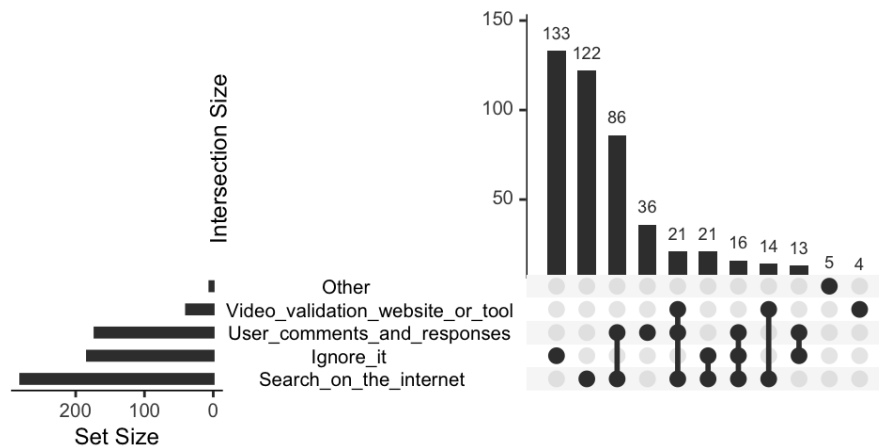 150
133
122
100
86
50
36
21
21
16
14
13
5
4
Intersection Size
Other
Video_validation_website_or_tool
User_comments_and_responses
Ignore_it
Search_on_the_internet
200 100 0
Set Size